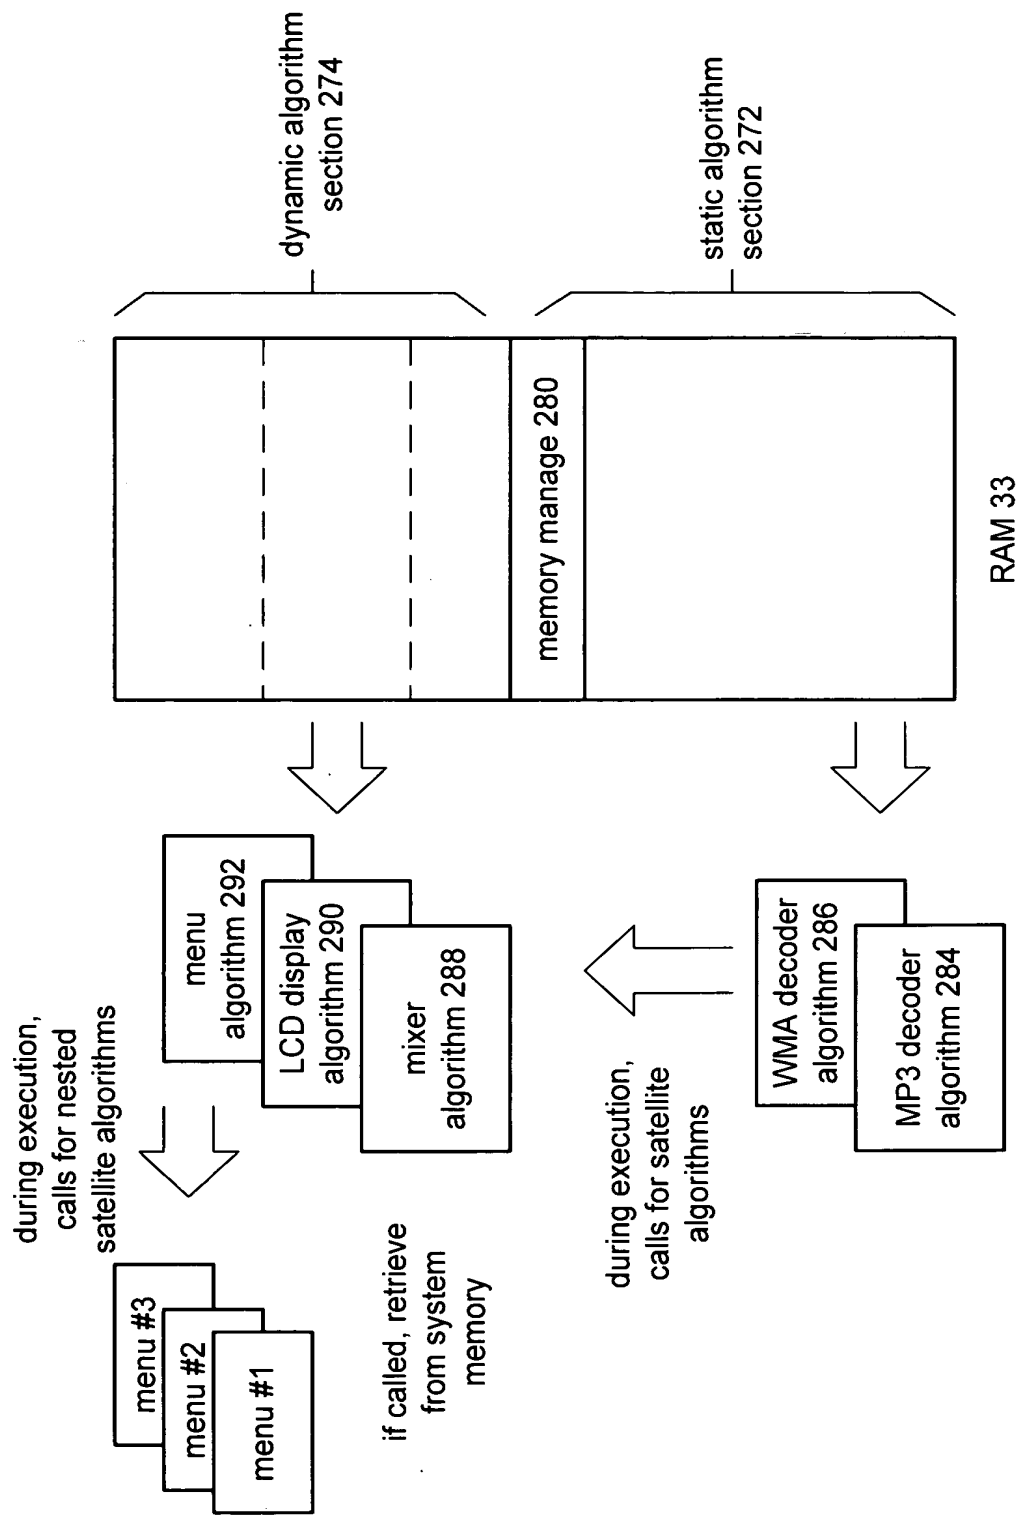 during execution,
calls for nested
satellite algorithms
menu #3
menu #2
menu #1
menu
algorithm 292
LCD display
algorithm 290
mixer
algorithm 288
if called, retrieve
from system
memory
during execution,
calls for satellite
algorithms
WMA decoder
algorithm 286
MP3 decoder
algorithm 284
dynamic algorithm
section 274
memory manage 280
static algorithm
section 272
RAM 33